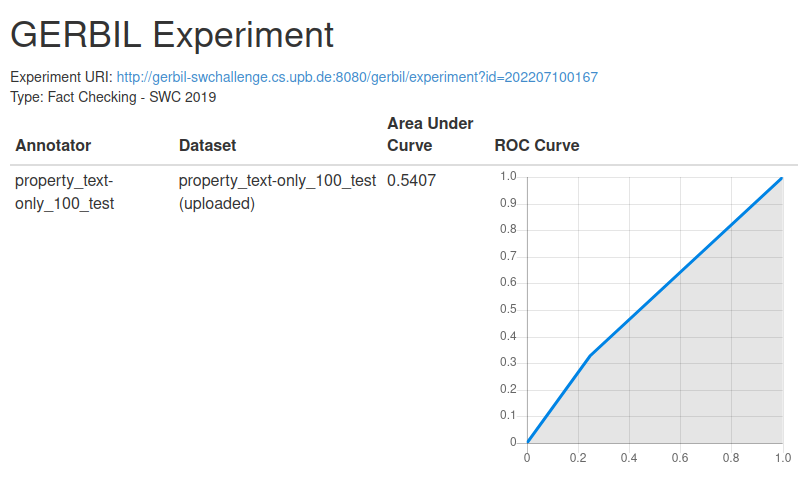 GERBIL Experiment
Experiment URI: http://gerbil-swchallenge.cs.upb.de:8080/gerbil/experiment?id=202207100167
Type: Fact Checking - SWC 2019
Annotator Dataset Area Under Curve ROC Curve
property_text-only_100_test property_text-only_100_test (uploaded) 0.5407
1.0
0.9
0.8
0.7
0.6
0.5
0.4
0.3
0.2
0.1
0
0 0.2 0.4 0.6 0.8 1.0